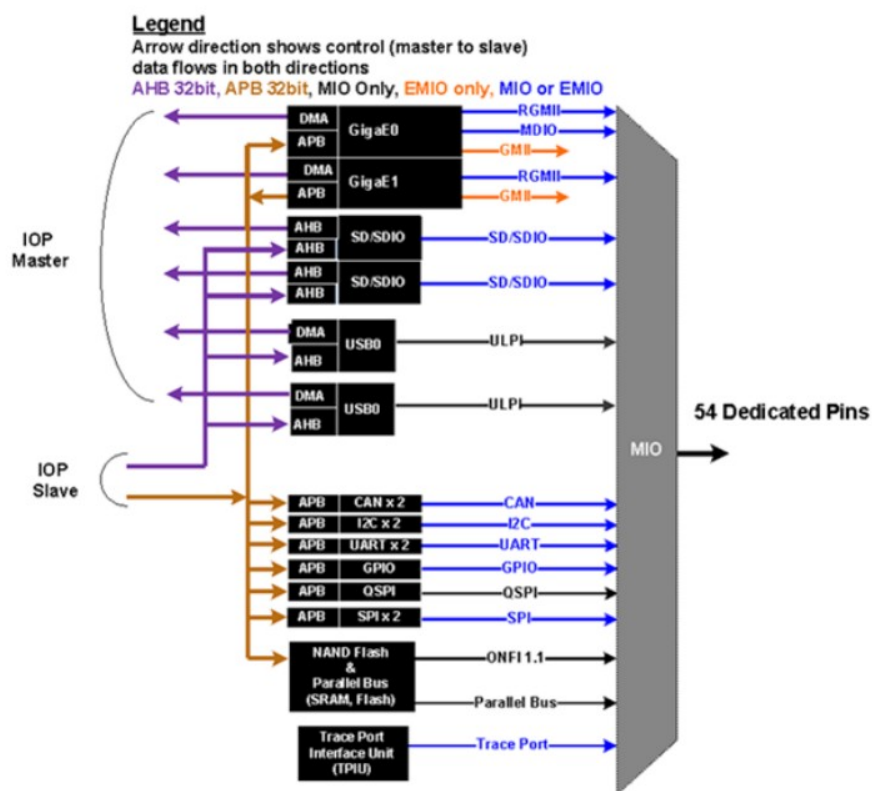 Legend
Arrow direction shows control (master to slave)
data flows in both directions
AHB 32bit, APB 32bit, MIO Only, EMIO only, MIO or EMIO
IOP
Master
DMA
APB
GigaE0
RGMII
MDIO
GMII
DMA
APB
GigaE1
RGMII
GMII
AHB
AHB
SD/SDIO
SD/SDIO
AHB
AHB
SD/SDIO
SD/SDIO
DMA
AHB
USB0
ULPI
DMA
AHB
USB0
ULPI
IOP
Slave
APB CAN x 2 CAN
APB I2C x 2 I2C
APB UART x 2 UART
APB GPIO GPIO
APB QSPI QSPI
APB SPI x 2 SPI
NAND Flash
&
Parallel Bus
(SRAM, Flash)
ONFI 1.1
Parallel Bus
Trace Port
Interface Unit
(TPIU)
Trace Port
MIO
54 Dedicated Pins